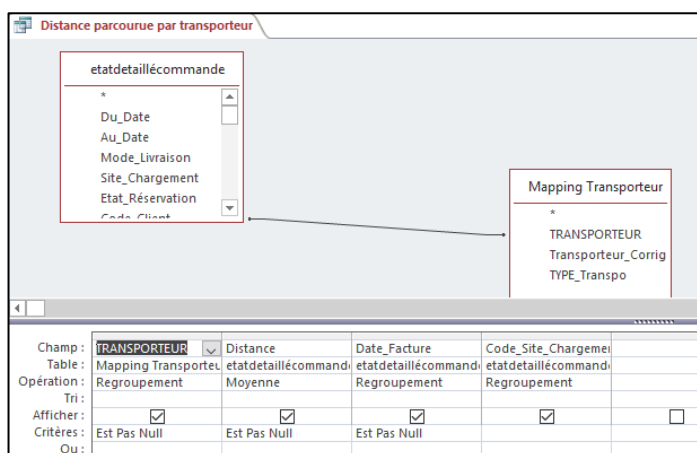 Distance parcourue par transporteur
etatdetaillécommande
*
Du_Date
Au_Date
Mode_Livraison
Site_Chargement
Etat_Réservation
Code_Client
Mapping Transporteur
*
TRANSPORTEUR
Transporteur_Corrig
TYPE_Transpo
Champ : TRANSPORTEUR Distance Date_Facture Code_Site_Chargemer
Table : Mapping Transporteu etatdetaillécommand etatdetaillécommand etatdetaillécommand
Opération : Regroupement Moyenne Regroupement Regroupement
Tri :
Afficher :
Critères : Est Pas Null Est Pas Null Est Pas Null
Ou :